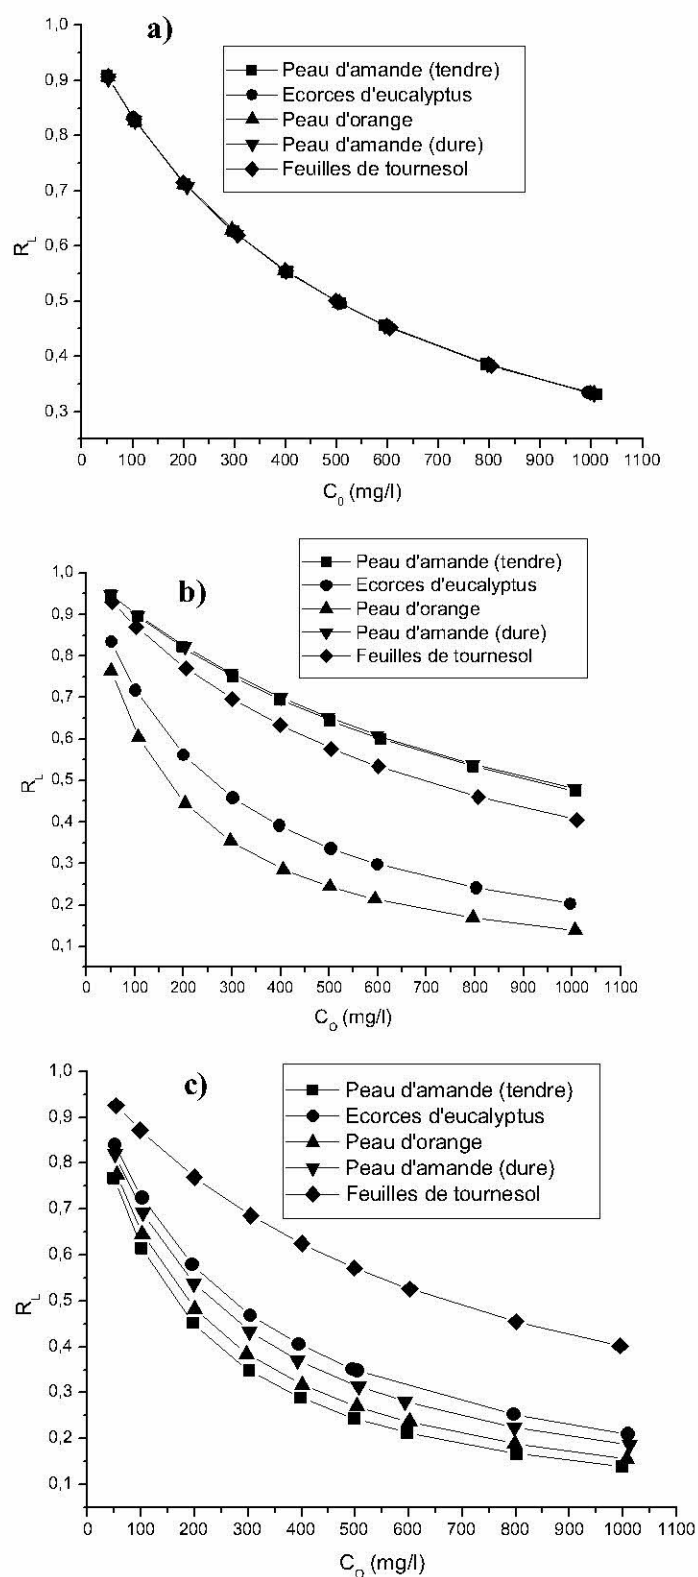 a)
Peau d'amande (tendre)
Ecorces d'eucalyptus
Peau d'orange
Peau d'amande (dure)
Feuilles de tournesol
1,0
0,9
0,8
0,7
0,6
0,5
0,4
0,3
R_L
0 100 200 300 400 500 600 700 800 900 1000 1100
C_0 (mg/l)
b)
Peau d'amande (tendre)
Ecorces d'eucalyptus
Peau d'orange
Peau d'amande (dure)
Feuilles de tournesol
1,0
0,9
0,8
0,7
0,6
0,5
0,4
0,3
0,2
0,1
R_L
0 100 200 300 400 500 600 700 800 900 1000 1100
C_O (mg/l)
c)
Peau d'amande (tendre)
Ecorces d'eucalyptus
Peau d'orange
Peau d'amande (dure)
Feuilles de tournesol
1,0
0,9
0,8
0,7
0,6
0,5
0,4
0,3
0,2
0,1
R_L
0 100 200 300 400 500 600 700 800 900 1000 1100
C_O (mg/l)